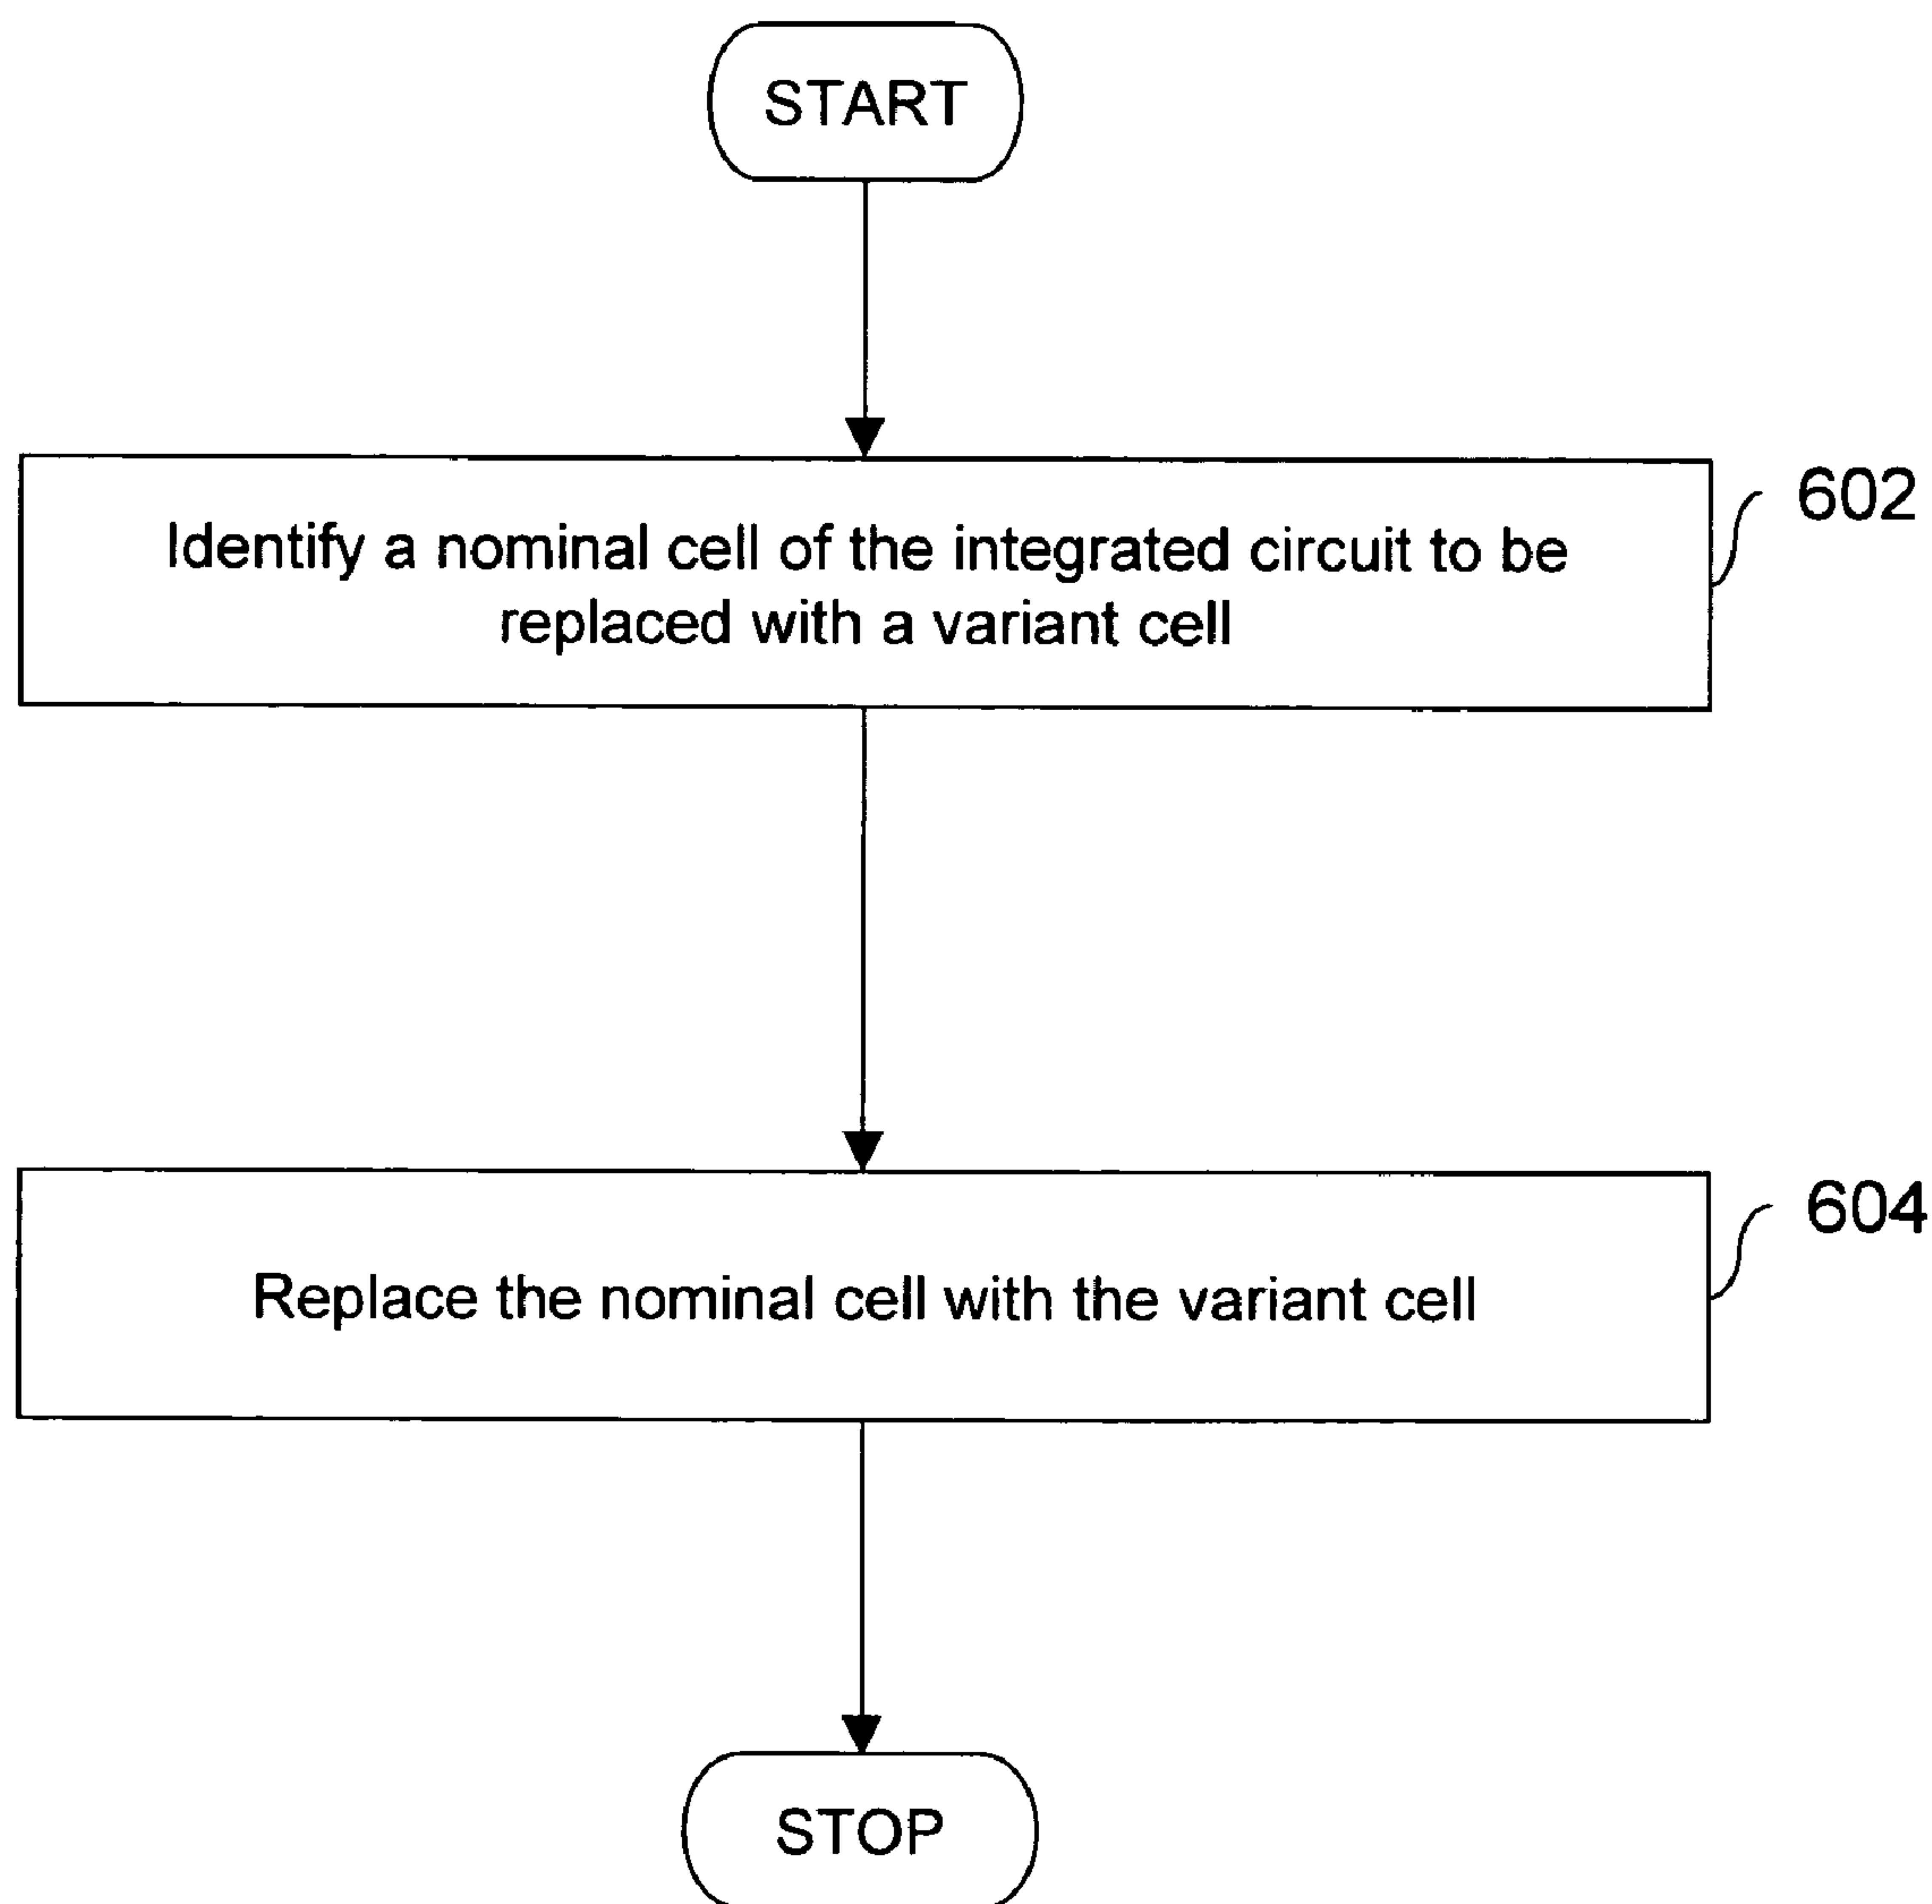 START
Identify a nominal cell of the integrated circuit to be
replaced with a variant cell
602
Replace the nominal cell with the variant cell
604
STOP